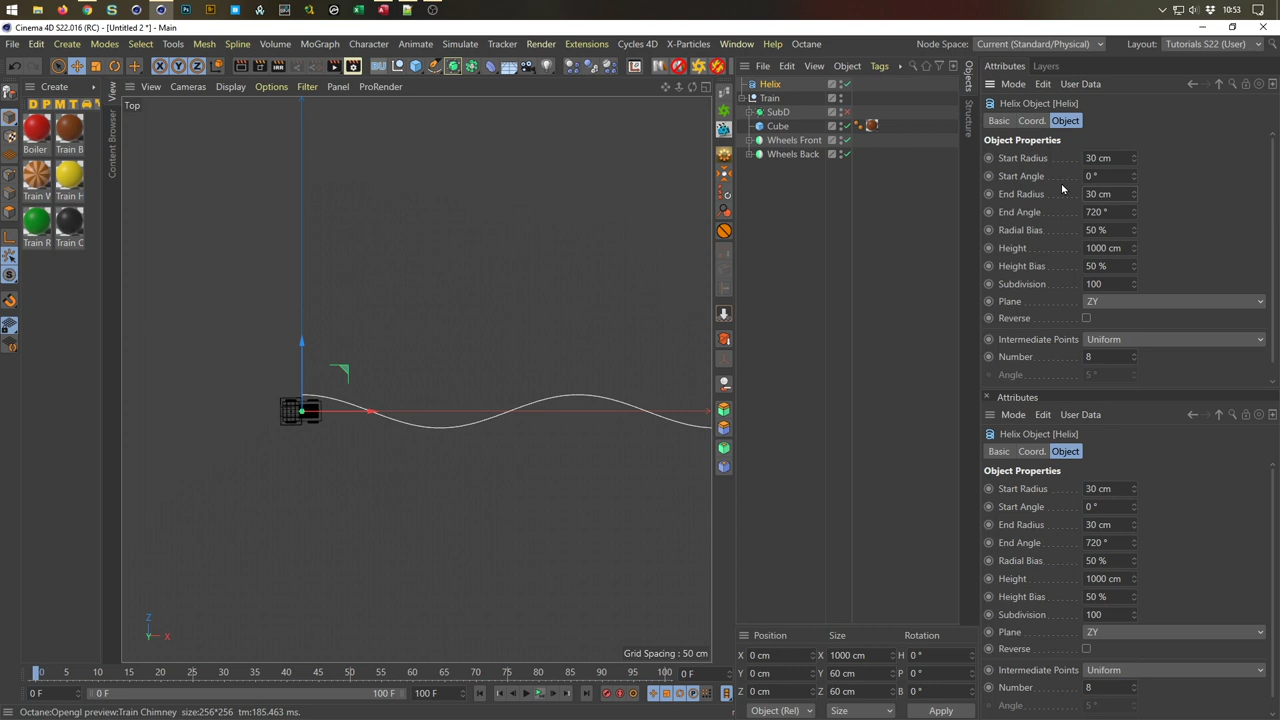 10:53
Cinema 4D S22.016 (RC) - [Untitled 2 *] - Main
File Edit Create Modes Select Tools Mesh Spline Volume MoGraph Character Animate Simulate Tracker Render Extensions Cycles 4D X-Particles Window Help Octane Node Space: Current (Standard/Physical) Layout: Tutorials S22 (User)
Create View Cameras Display Options Filter Panel ProRender File Edit View Object Tags
Attributes Layers
Mode Edit User Data
Top
D P M T
Boiler Train B
Train W Yellow
Train R Train C
View
Content Browser
Objects
Structure
Helix
Train
SubD
Cube
Wheels Front
Wheels Back
Helix Object [Helix]
Basic Coord. Object
Object Properties
Start Radius 30 cm
Start Angle 0 °
End Radius 30 cm
End Angle 720 °
Radial Bias 50 %
Height 1000 cm
Height Bias 50 %
Subdivision 100
Plane ZY
Reverse
Intermediate Points Uniform
Number 8
Angle 5 °
Attributes
Mode Edit User Data
Helix Object [Helix]
Basic Coord. Object
Object Properties
Start Radius 30 cm
Start Angle 0 °
End Radius 30 cm
End Angle 720 °
Radial Bias 50 %
Height 1000 cm
Height Bias 50 %
Subdivision 100
Plane ZY
Reverse
Intermediate Points Uniform
Number 8
Angle 5 °
Z
Y X
Grid Spacing : 50 cm
0 5 10 15 20 25 30 35 40 45 50 55 60 65 70 75 80 85 90 95 100 0 F
0 F 0 F 100 F 100 F
Position Size Rotation
X 0 cm X 1000 cm H 0 °
Y 0 cm Y 60 cm P 0 °
Z 0 cm Z 60 cm B 0 °
Object (Rel) Size Apply
Octane:Opengl preview:Train Chimney size:256*256 tm:185.463 ms.